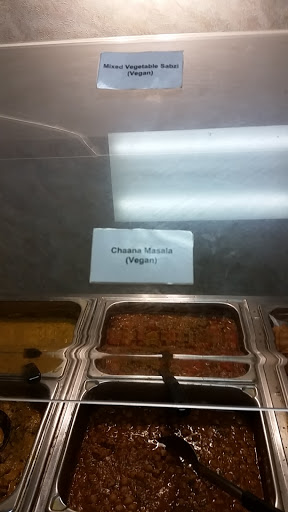 Mixed Vegetable Sabzi
(Vegan)
Chaana Masala
(Vegan)